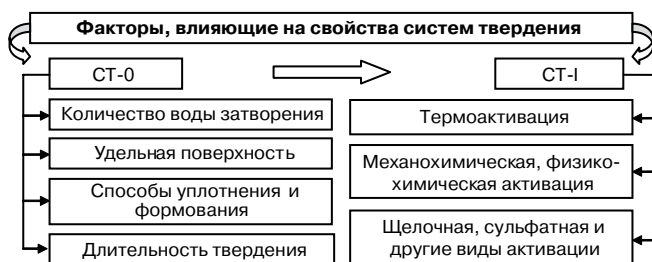 Факторы, влияющие на свойства систем твердения
СТ-0
СТ-I
Количество воды затворения
Удельная поверхность
Способы уплотнения и
формования
Длительность твердения
Термоактивация
Механохимическая, физико-
химическая активация
Щелочная, сульфатная и
другие виды активации